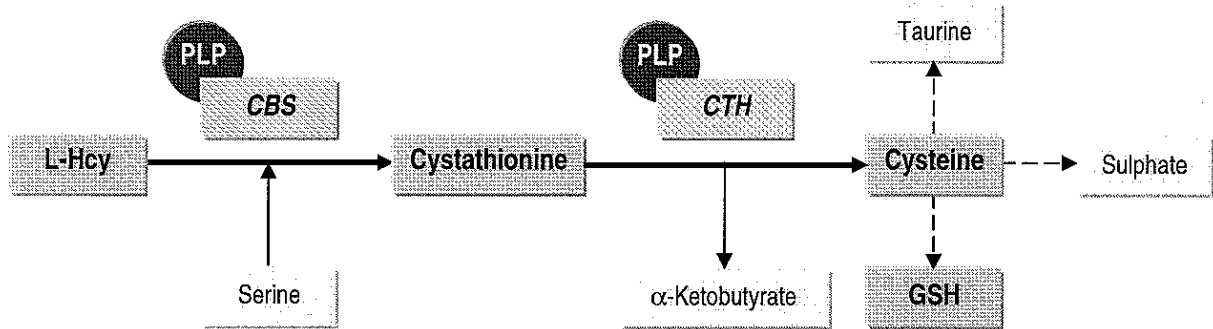 PLP
CBS
PLP
CTH
Taurine
L-Hcy
Cystathionine
Cysteine
Sulphate
Serine
α-Ketobutyrate
GSH